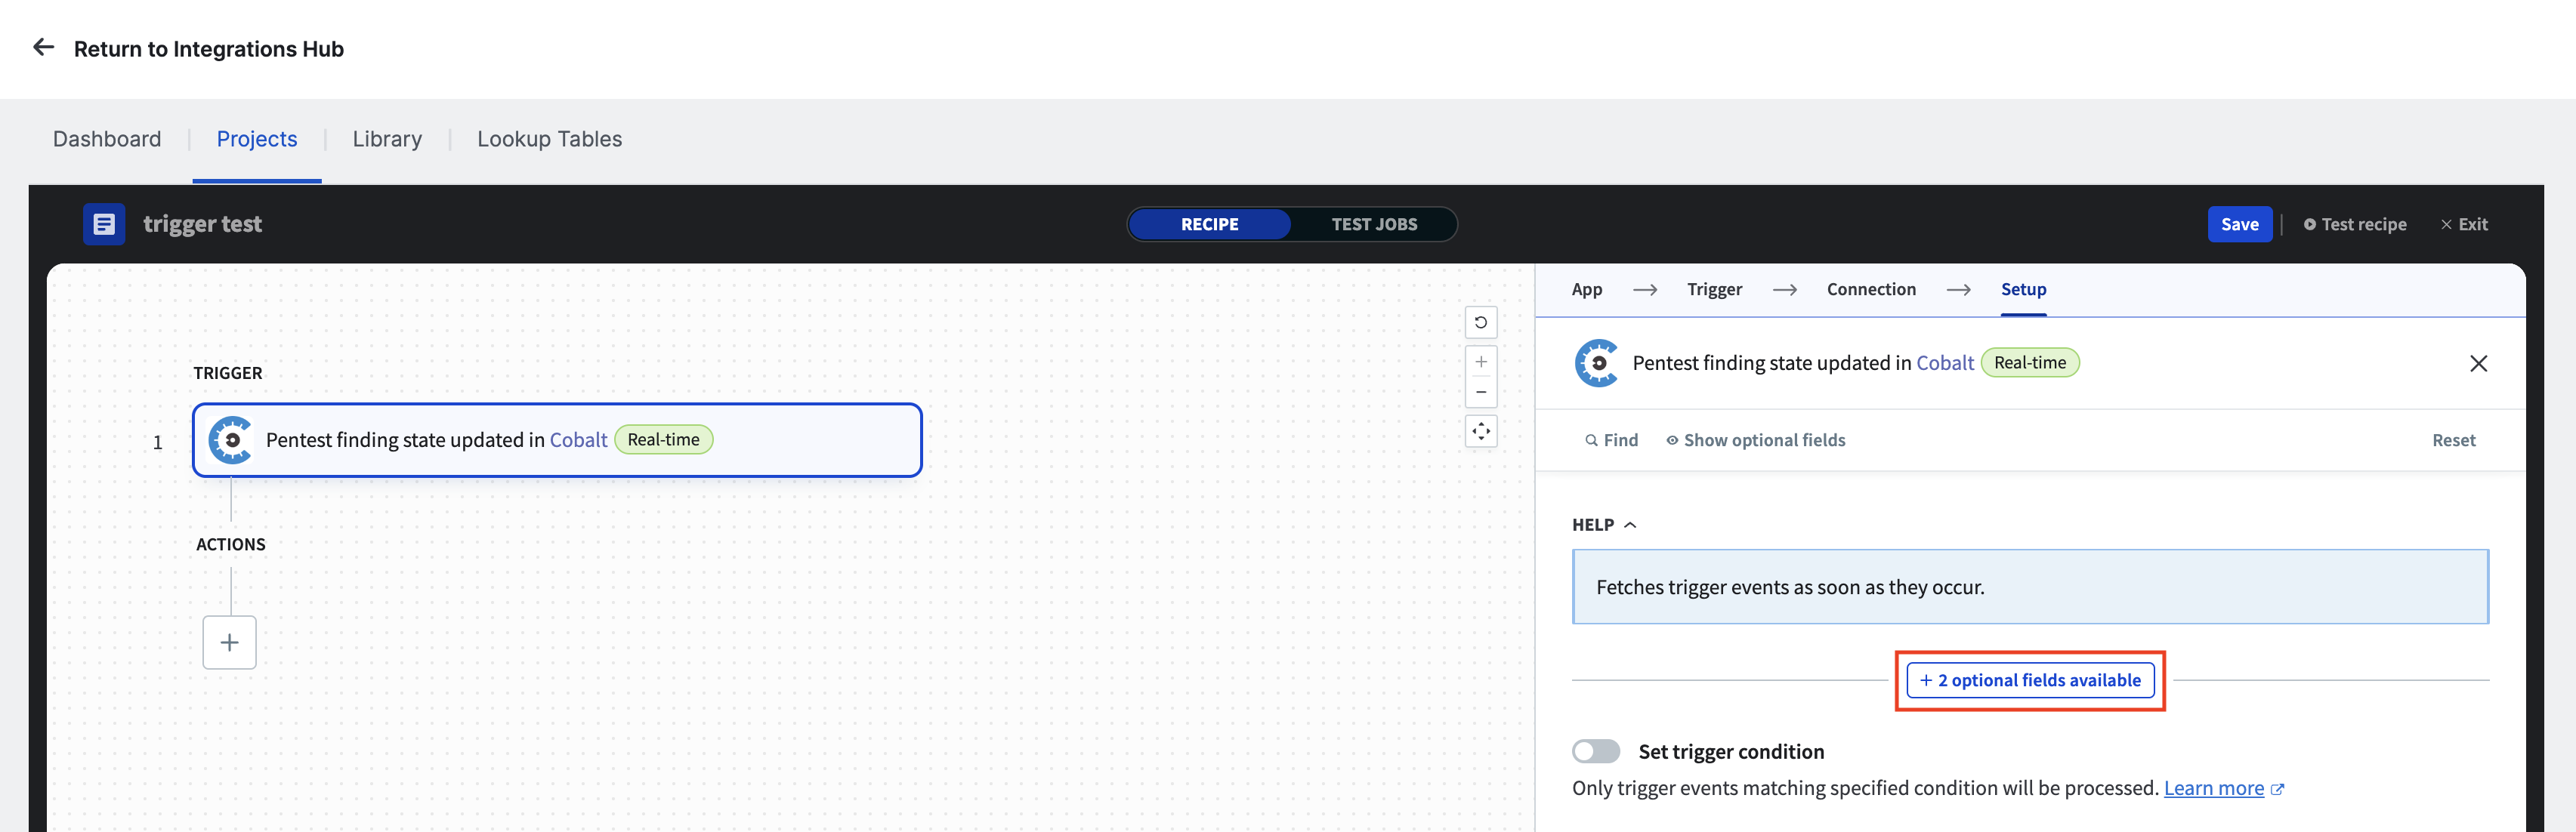 Return to Integrations Hub
Dashboard Projects Library Lookup Tables
trigger test RECIPE TEST JOBS Save Test recipe Exit
App Trigger Connection Setup
Pentest finding state updated in Cobalt Real-time
Find Show optional fields Reset
TRIGGER
1 Pentest finding state updated in Cobalt Real-time
ACTIONS
HELP
Fetches trigger events as soon as they occur.
+ 2 optional fields available
Set trigger condition
Only trigger events matching specified condition will be processed. Learn more